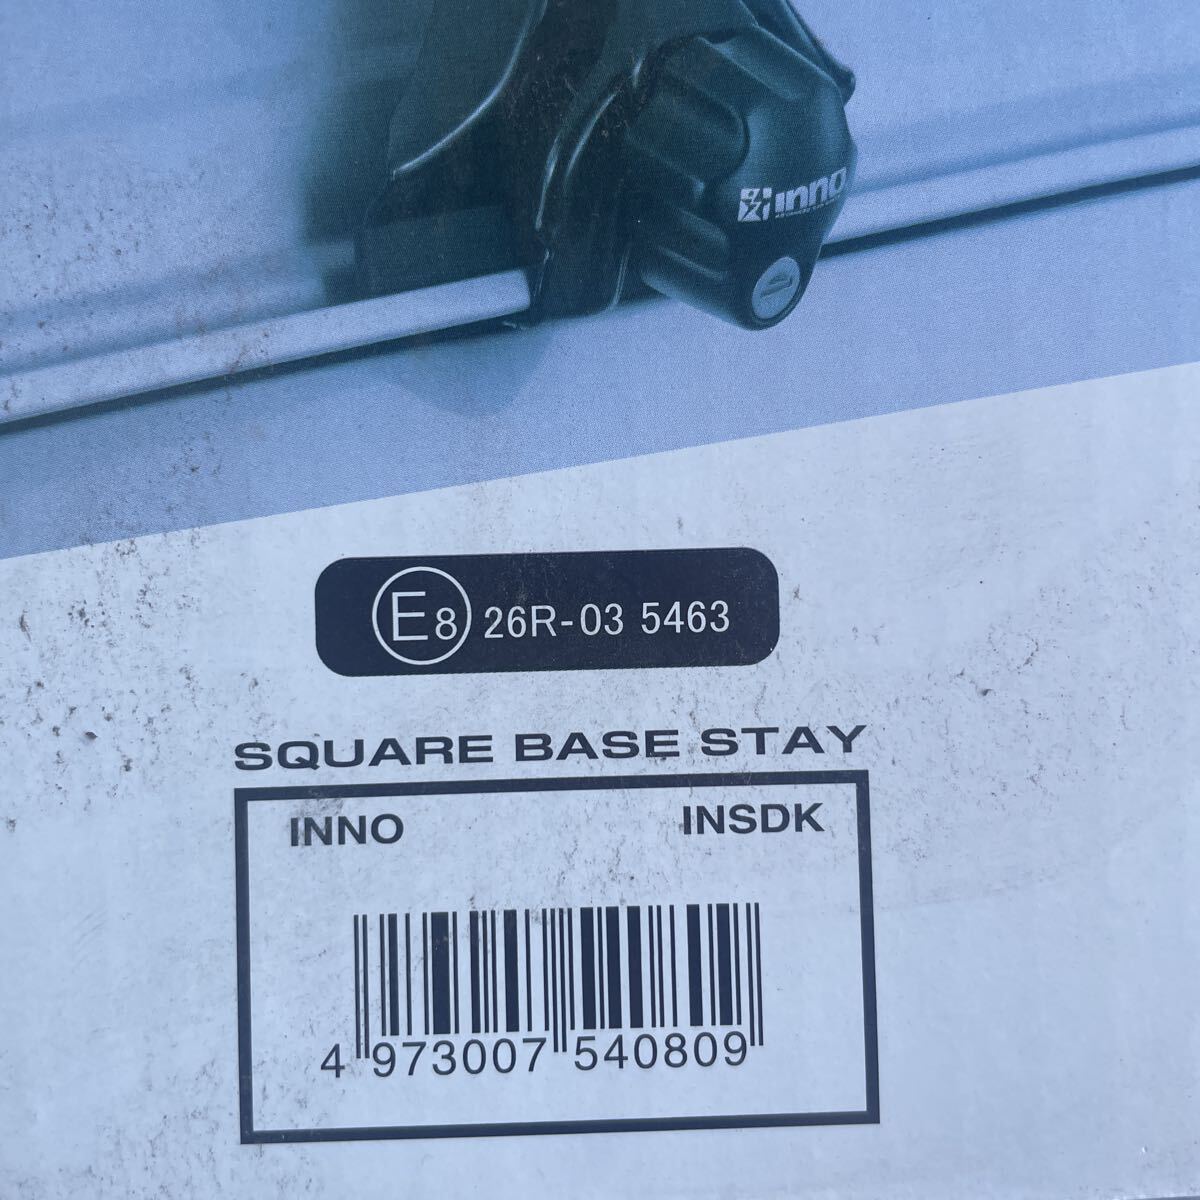 INNO
E8 26R-03 5463
SQUARE BASE STAY
INNO INSDK
4 973007 540809